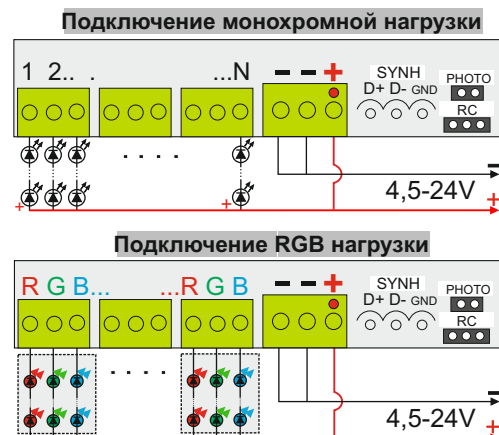 Подключение монохромной нагрузки
1 2.. . ...N − − +
SYNH
D+ D- GND
PHOTO
RC
. . . .
−
4,5-24V
+ + +
Подключение RGB нагрузки
R G B... ...R G B − − +
SYNH
D+ D- GND
PHOTO
RC
. . . .
−
4,5-24V
+